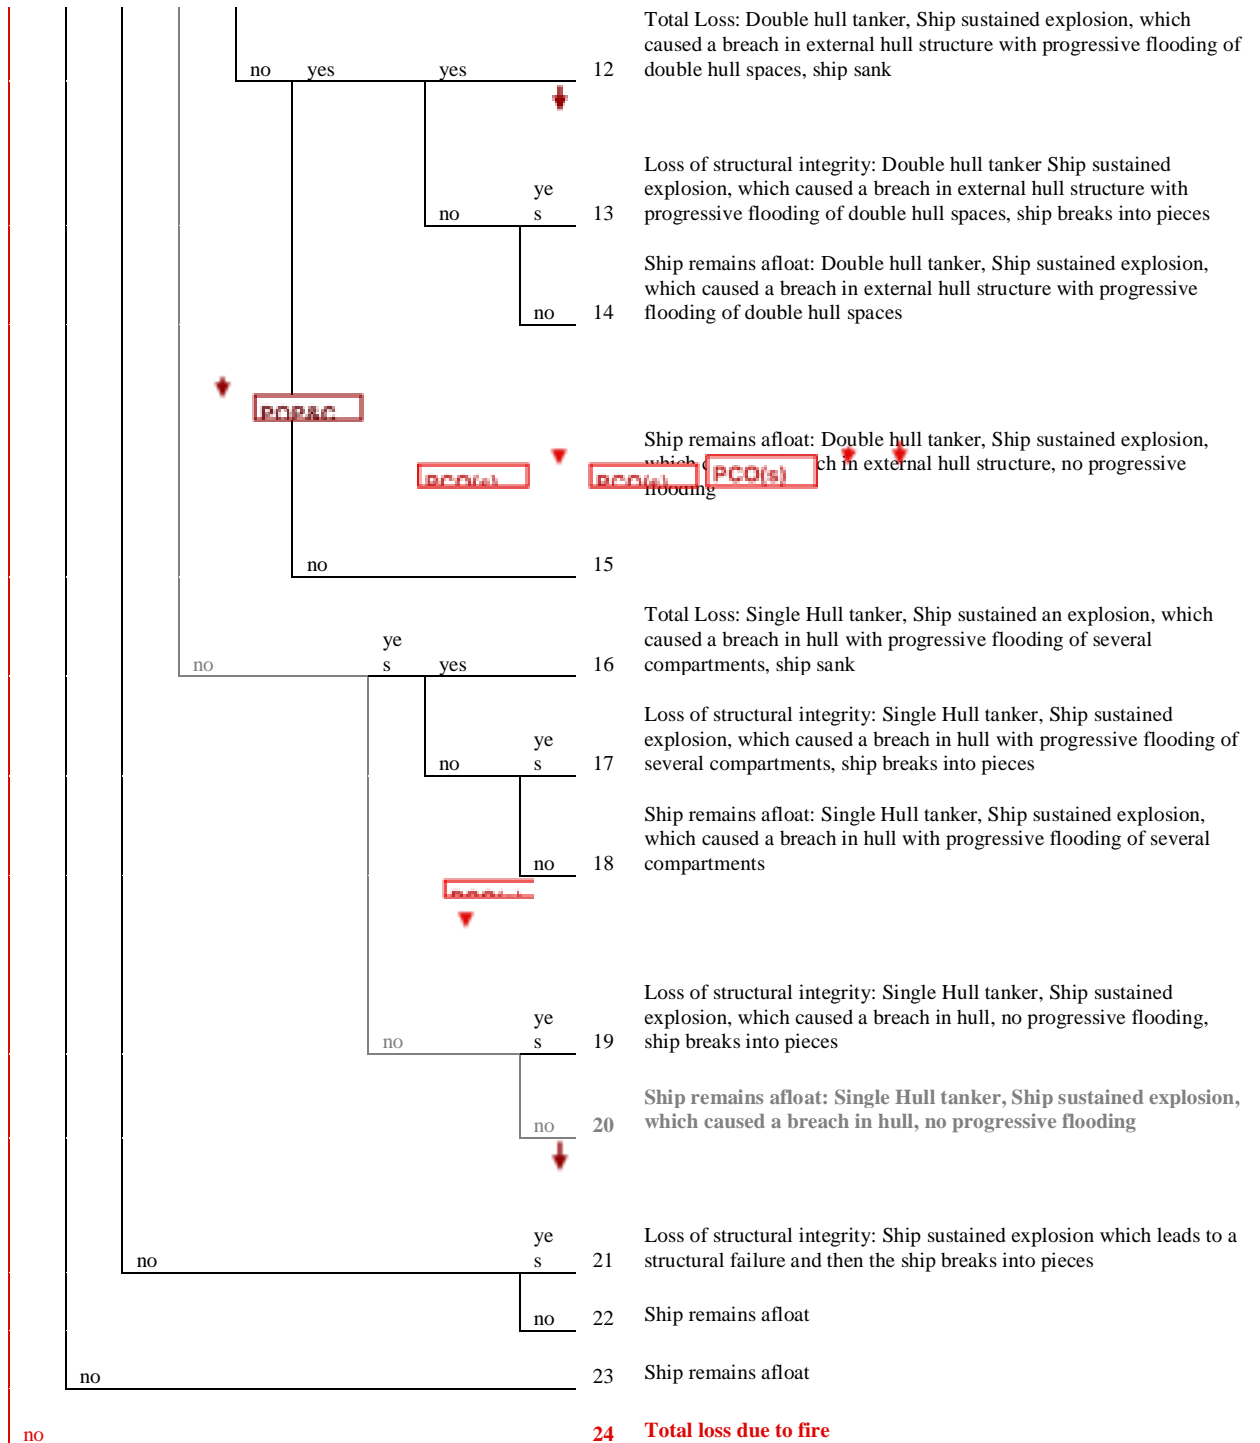 Total Loss: Double hull tanker, Ship sustained explosion, which
caused a breach in external hull structure with progressive flooding of
no yes yes 12 double hull spaces, ship sank
Loss of structural integrity: Double hull tanker Ship sustained
ye explosion, which caused a breach in external hull structure with
no s 13 progressive flooding of double hull spaces, ship breaks into pieces
Ship remains afloat: Double hull tanker, Ship sustained explosion,
which caused a breach in external hull structure with progressive
no 14 flooding of double hull spaces
POP&C
Ship remains afloat: Double hull tanker, Ship sustained explosion,
which ch in external hull structure, no progressive
PCO(s) PCO(s) PCO(s)
flooding
no 15
Total Loss: Single Hull tanker, Ship sustained an explosion, which
ye caused a breach in hull with progressive flooding of several
no s yes 16 compartments, ship sank
Loss of structural integrity: Single Hull tanker, Ship sustained
ye explosion, which caused a breach in hull with progressive flooding of
no s 17 several compartments, ship breaks into pieces
Ship remains afloat: Single Hull tanker, Ship sustained explosion,
which caused a breach in hull with progressive flooding of several
no 18 compartments
Loss of structural integrity: Single Hull tanker, Ship sustained
ye explosion, which caused a breach in hull, no progressive flooding,
no s 19 ship breaks into pieces
Ship remains afloat: Single Hull tanker, Ship sustained explosion,
no 20 which caused a breach in hull, no progressive flooding
ye Loss of structural integrity: Ship sustained explosion which leads to a
no s 21 structural failure and then the ship breaks into pieces
no 22 Ship remains afloat
no 23 Ship remains afloat
no 24 Total loss due to fire